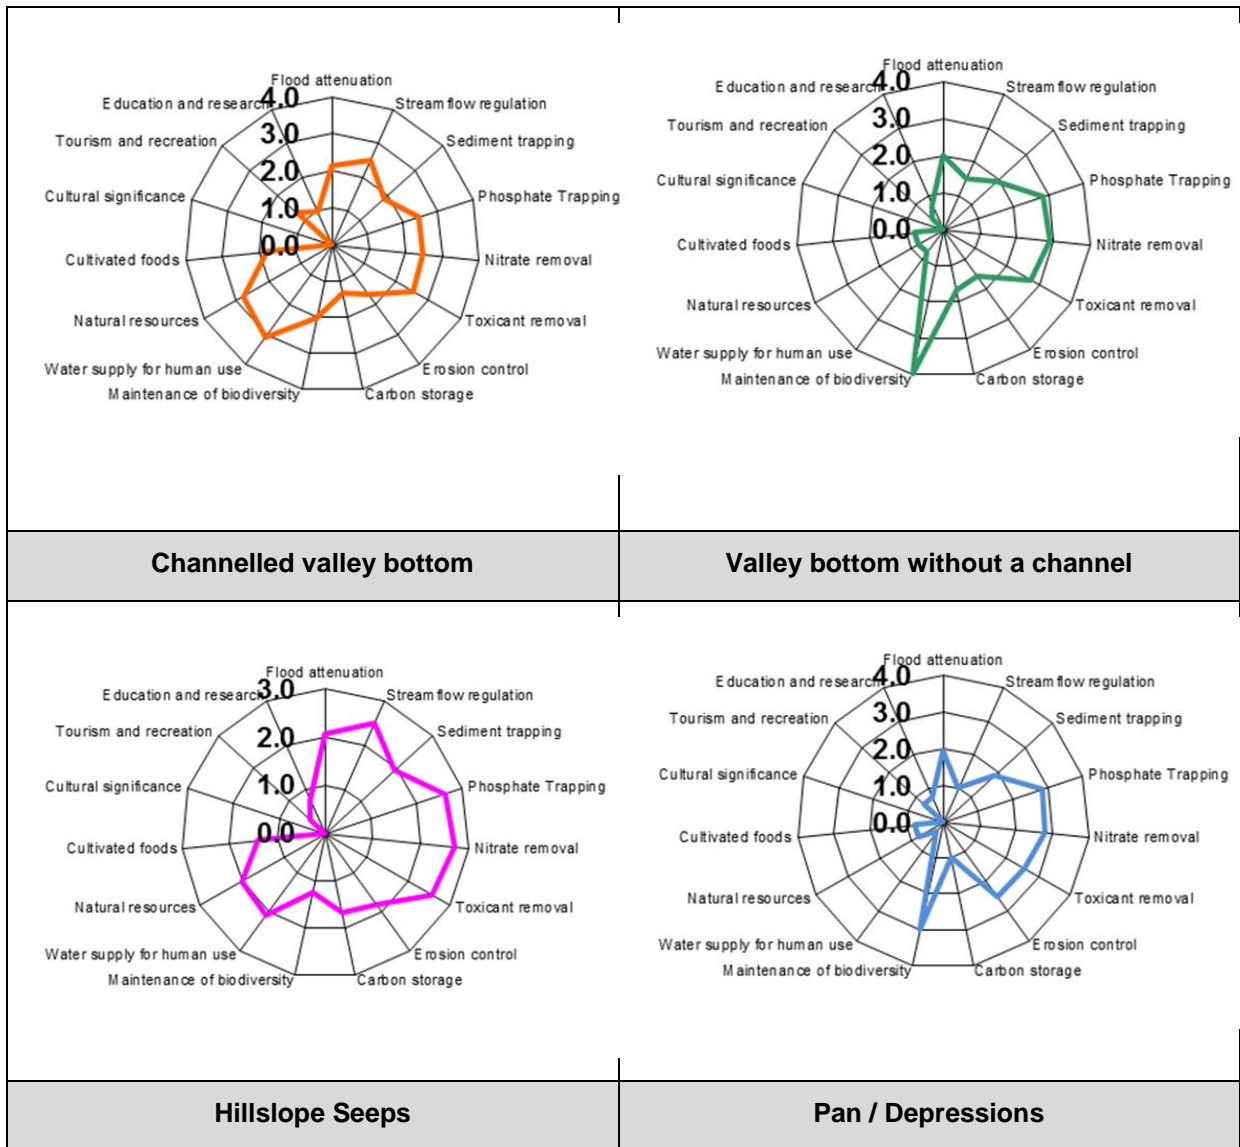 Flood attenuation
Education and research
4.0
Stream flow regulation
Tourism and recreation
3.0
Sediment trapping
Cultural significance
2.0
Phosphate Trapping
1.0
Cultivated foods
0.0
Nitrate removal
Natural resources
Toxicant removal
Water supply for human use
Erosion control
Maintenance of biodiversity
Carbon storage
Flood attenuation
Education and research
4.0
Stream flow regulation
Tourism and recreation
3.0
Sediment trapping
Cultural significance
2.0
Phosphate Trapping
1.0
Cultivated foods
0.0
Nitrate removal
Natural resources
Toxicant removal
Water supply for human use
Erosion control
Maintenance of biodiversity
Carbon storage
Channelled valley bottom
Valley bottom without a channel
Flood attenuation
Education and research
3.0
Stream flow regulation
Tourism and recreation
2.0
Sediment trapping
Cultural significance
1.0
Phosphate Trapping
Cultivated foods
0.0
Nitrate removal
Natural resources
Toxicant removal
Water supply for human use
Erosion control
Maintenance of biodiversity
Carbon storage
Flood attenuation
Education and research
4.0
Stream flow regulation
Tourism and recreation
3.0
Sediment trapping
Cultural significance
2.0
Phosphate Trapping
1.0
Cultivated foods
0.0
Nitrate removal
Natural resources
Toxicant removal
Water supply for human use
Erosion control
Maintenance of biodiversity
Carbon storage
Hillslope Seeps
Pan / Depressions